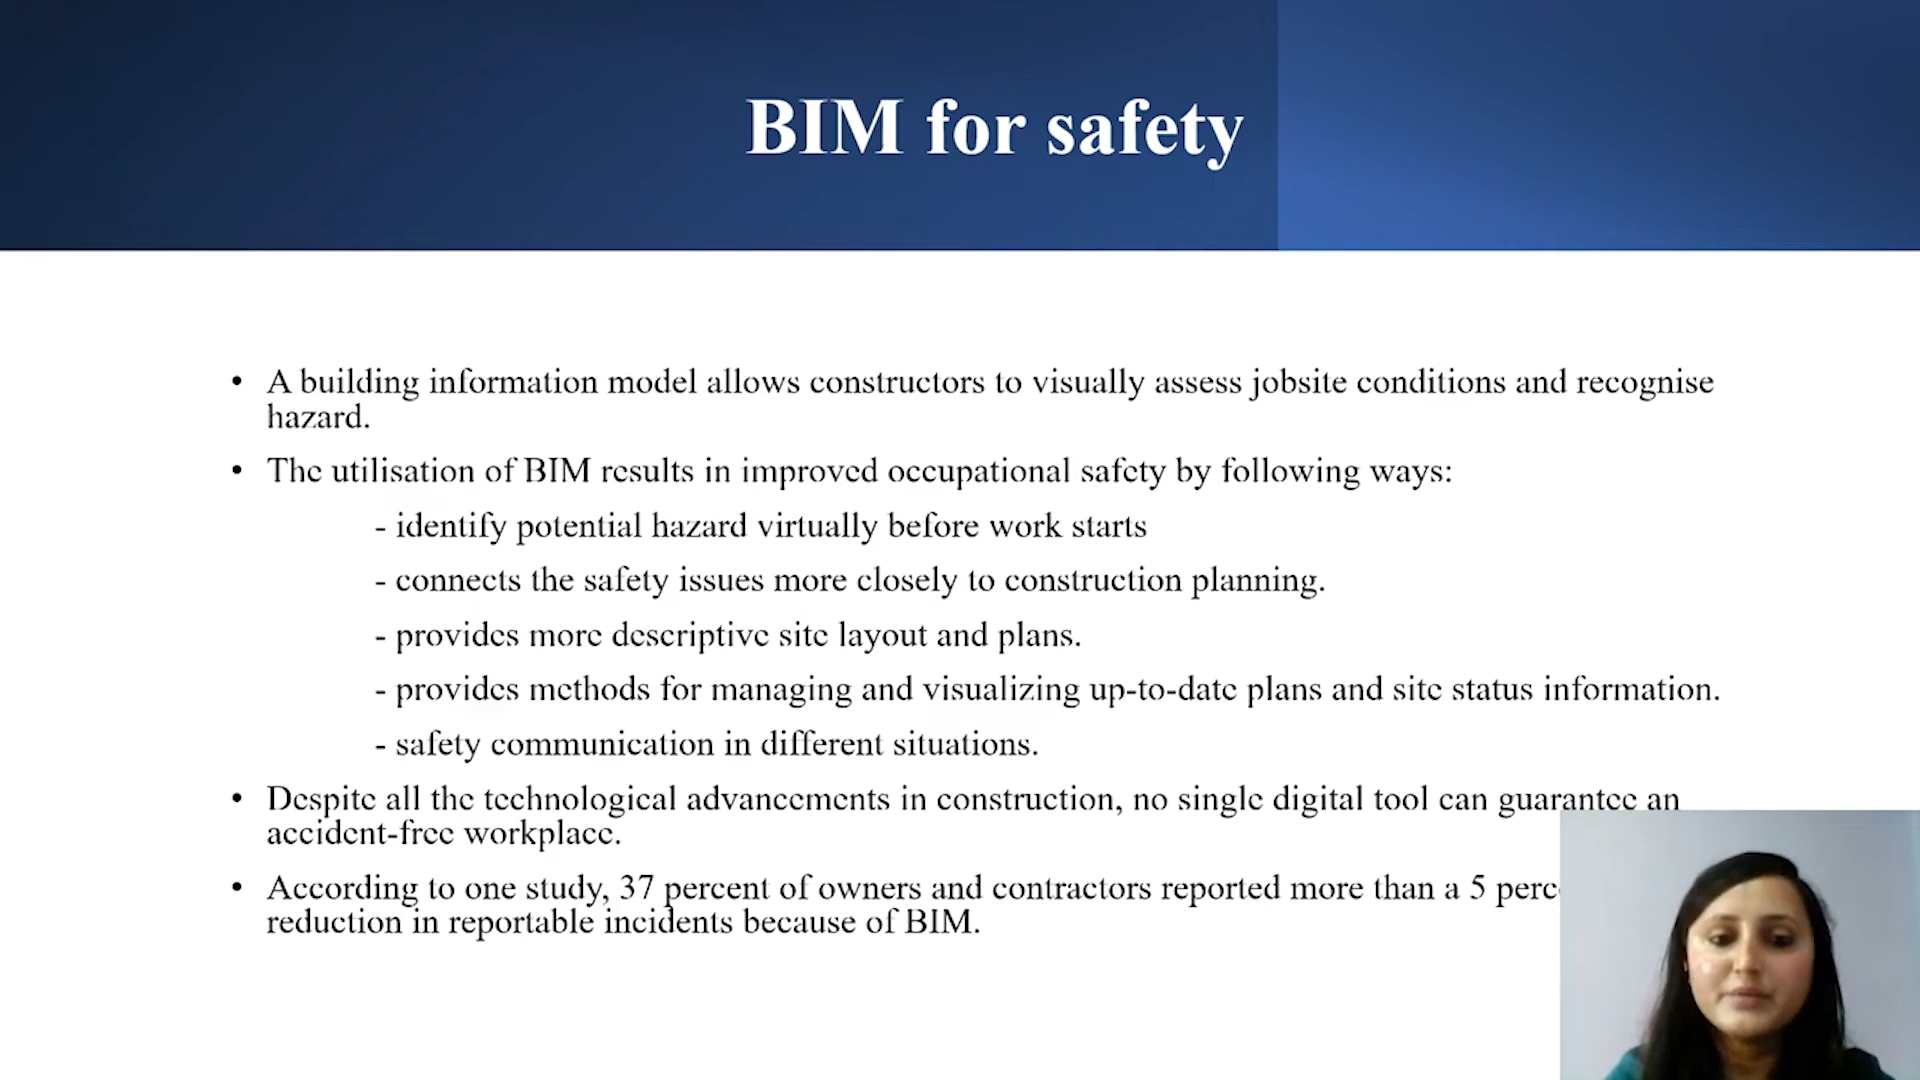 BIM for safety
• A building information model allows constructors to visually assess jobsite conditions and recognise
hazard.
• The utilisation of BIM results in improved occupational safety by following ways:
- identify potential hazard virtually before work starts
- connects the safety issues more closely to construction planning.
- provides more descriptive site layout and plans.
- provides methods for managing and visualizing up-to-date plans and site status information.
- safety communication in different situations.
• Despite all the technological advancements in construction, no single digital tool can guarantee an
accident-free workplace.
• According to one study, 37 percent of owners and contractors reported more than a 5 perc
reduction in reportable incidents because of BIM.